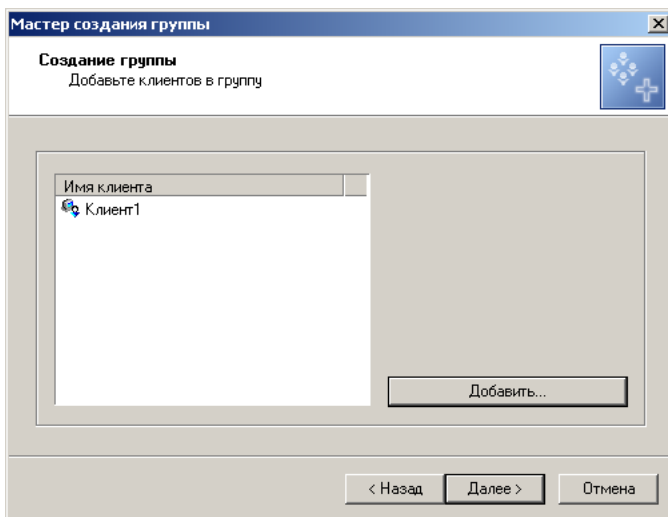 Мастер создания группы
Создание группы
Добавьте клиентов в группу
Имя клиента
Клиент1
Добавить...
< Назад Далее > Отмена